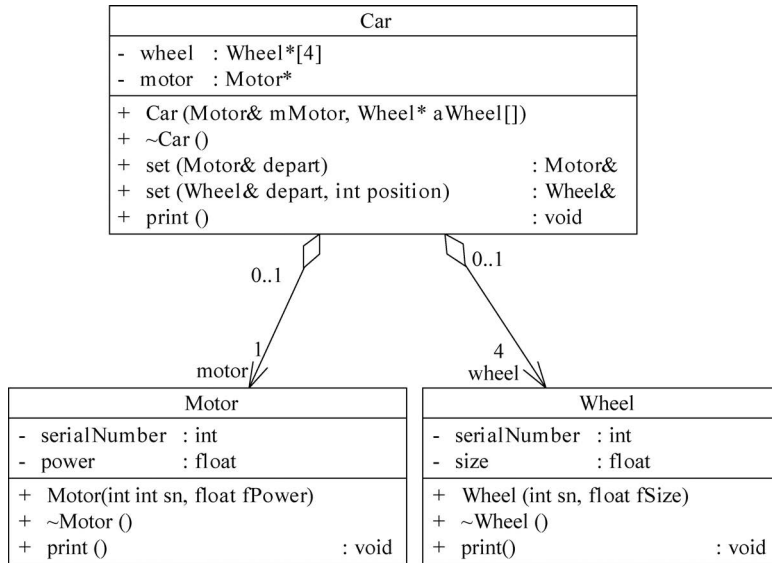 Car
- wheel : Wheel*[4]
- motor : Motor*
+ Car (Motor& mMotor, Wheel* aWheel[])
+ ~Car ()
+ set (Motor& depart) : Motor&
+ set (Wheel& depart, int position) : Wheel&
+ print () : void
0..1
0..1
1
motor
4
wheel
Motor
- serialNumber : int
- power : float
+ Motor(int int sn, float fPower)
+ ~Motor ()
+ print () : void
Wheel
- serialNumber : int
- size : float
+ Wheel (int sn, float fSize)
+ ~Wheel ()
+ print() : void